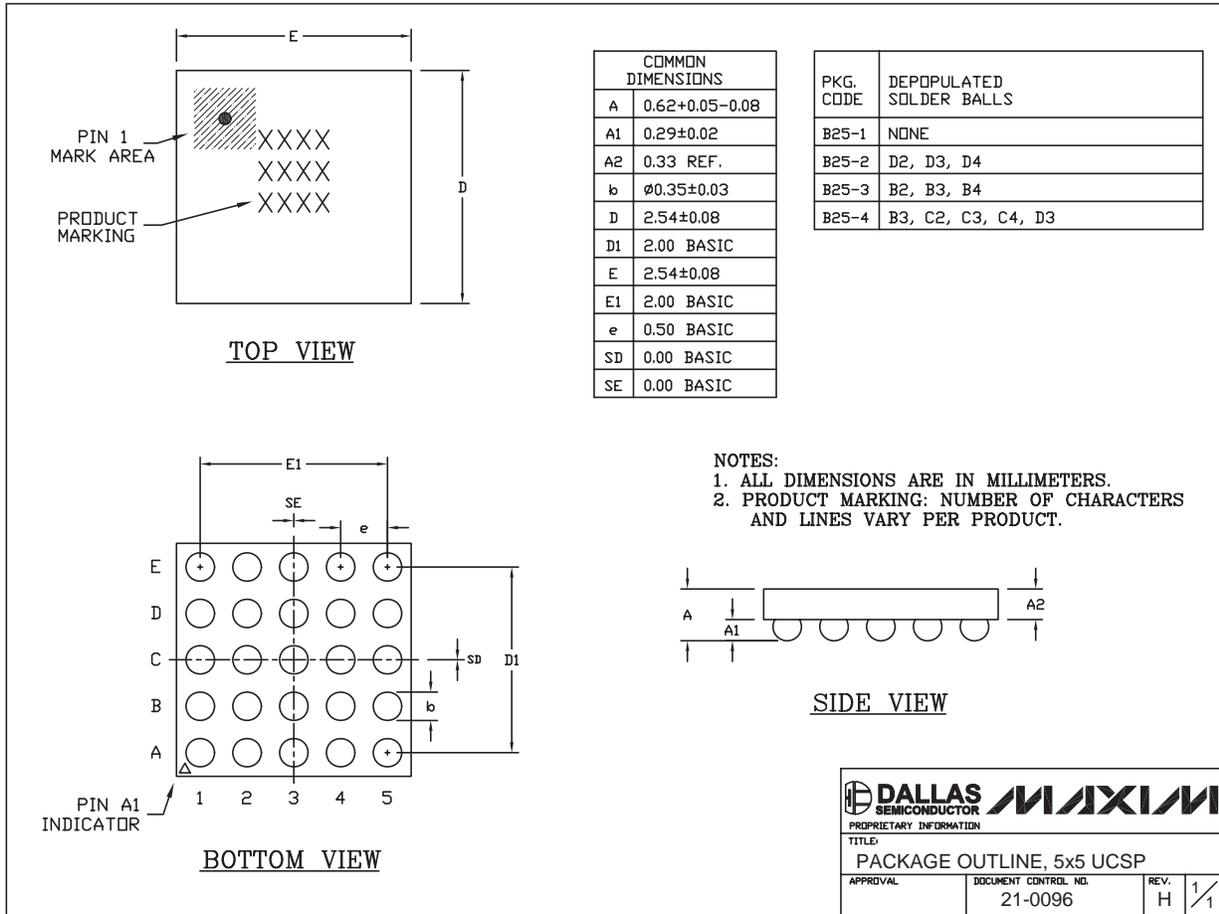 E
PIN 1
MARK AREA
XXXX
XXXX
XXXX
D
PRODUCT
MARKING
TOP VIEW
COMMON
DIMENSIONS
A 0.62+0.05-0.08
A1 0.29±0.02
A2 0.33 REF.
b ø0.35±0.03
D 2.54±0.08
D1 2.00 BASIC
E 2.54±0.08
E1 2.00 BASIC
e 0.50 BASIC
SD 0.00 BASIC
SE 0.00 BASIC
PKG. CODE DEPOPULATED SOLDER BALLS
B25-1 NONE
B25-2 D2, D3, D4
B25-3 B2, B3, B4
B25-4 B3, C2, C3, C4, D3
NOTES:
1. ALL DIMENSIONS ARE IN MILLIMETERS.
2. PRODUCT MARKING: NUMBER OF CHARACTERS
AND LINES VARY PER PRODUCT.
E1
SE
e
E
D
C
B
A
SD
D1
b
1 2 3 4 5
PIN A1
INDICATOR
BOTTOM VIEW
A
A1
A2
SIDE VIEW
DALLAS
SEMICONDUCTOR
MAXIM
PROPRIETARY INFORMATION
TITLE:
PACKAGE OUTLINE, 5x5 UCSP
APPROVAL DOCUMENT CONTROL NO. REV.
21-0096 H 1/1